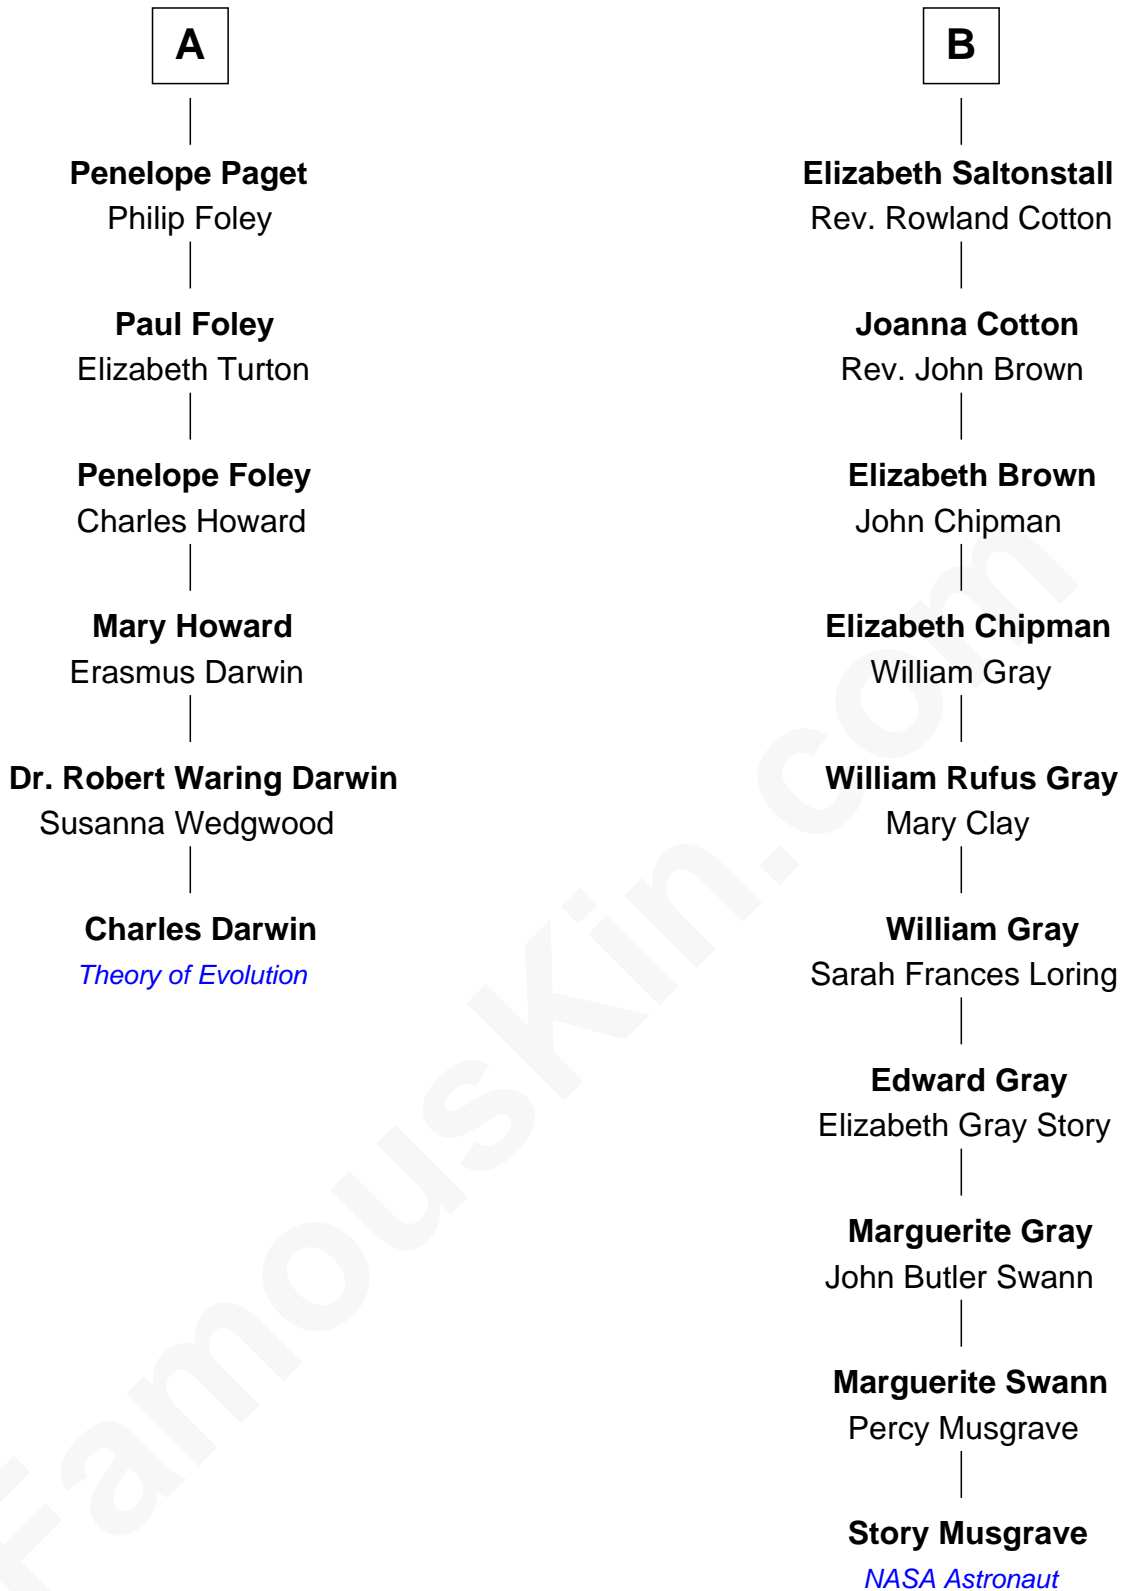 A
Penelope Paget
Philip Foley
Paul Foley
Elizabeth Turton
Penelope Foley
Charles Howard
Mary Howard
Erasmus Darwin
Dr. Robert Waring Darwin
Susanna Wedgwood
Charles Darwin
Theory of Evolution
B
Elizabeth Saltonstall
Rev. Rowland Cotton
Joanna Cotton
Rev. John Brown
Elizabeth Brown
John Chipman
Elizabeth Chipman
William Gray
William Rufus Gray
Mary Clay
William Gray
Sarah Frances Loring
Edward Gray
Elizabeth Gray Story
Marguerite Gray
John Butler Swann
Marguerite Swann
Percy Musgrave
Story Musgrave
NASA Astronaut
FamousKin.com